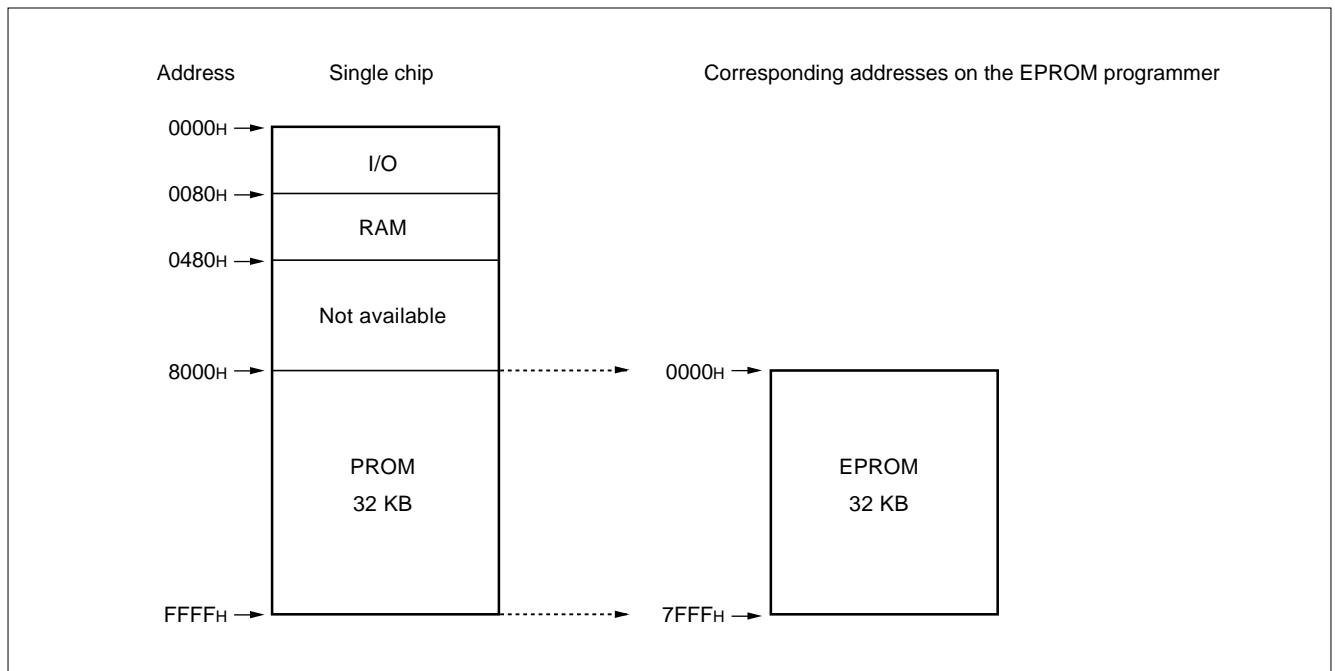 Address Single chip Corresponding addresses on the EPROM programmer
0000H
I/O
0080H
RAM
0480H
Not available
8000H 0000H
PROM EPROM
32 KB 32 KB
FFFFH 7FFFH